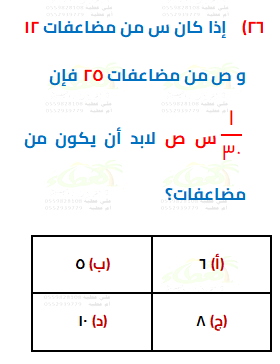 (٢٦ إذا كان س من مضاعفات ١٢
و ص من مضاعفات ٢٥ فإن
١/٣٠ س ص لابد أن يكون من
مضاعفات؟
(أ) ٦
(ب) ٥
(ج) ٨
(د) ١٠